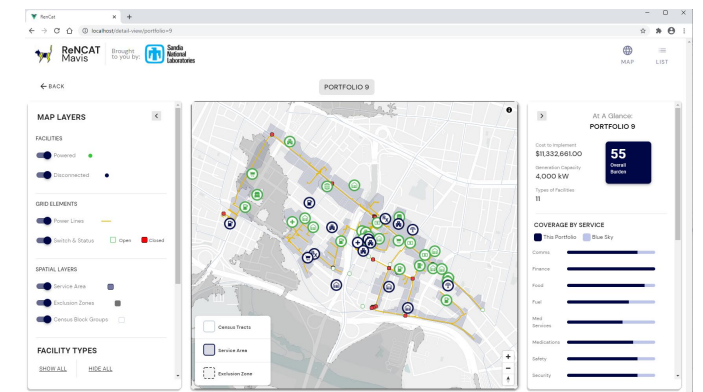 RenCat
localhost/detail-view/portfolio=9
ReNCAT
Mavis
Brought
to you by:
Sandia
National
Laboratories
MAP
LIST
BACK
PORTFOLIO 9
MAP LAYERS
FACILITIES
Powered
Disconnected
GRID ELEMENTS
Power Lines
Switch & Status
Open
Closed
SPATIAL LAYERS
Service Area
Exclusion Zones
Census Block Groups
FACILITY TYPES
SHOW ALL
HIDE ALL
Census Tracts
Service Area
Exclusion Zone
At A Glance:
PORTFOLIO 9
Cost to Implement
$11,332,661.00
Generation Capacity
4,000 kW
Types of Facilities
11
55
Overall
Burden
COVERAGE BY SERVICE
This Portfolio
Blue Sky
Comms
Finance
Food
Fuel
Med
Services
Medications
Safety
Security